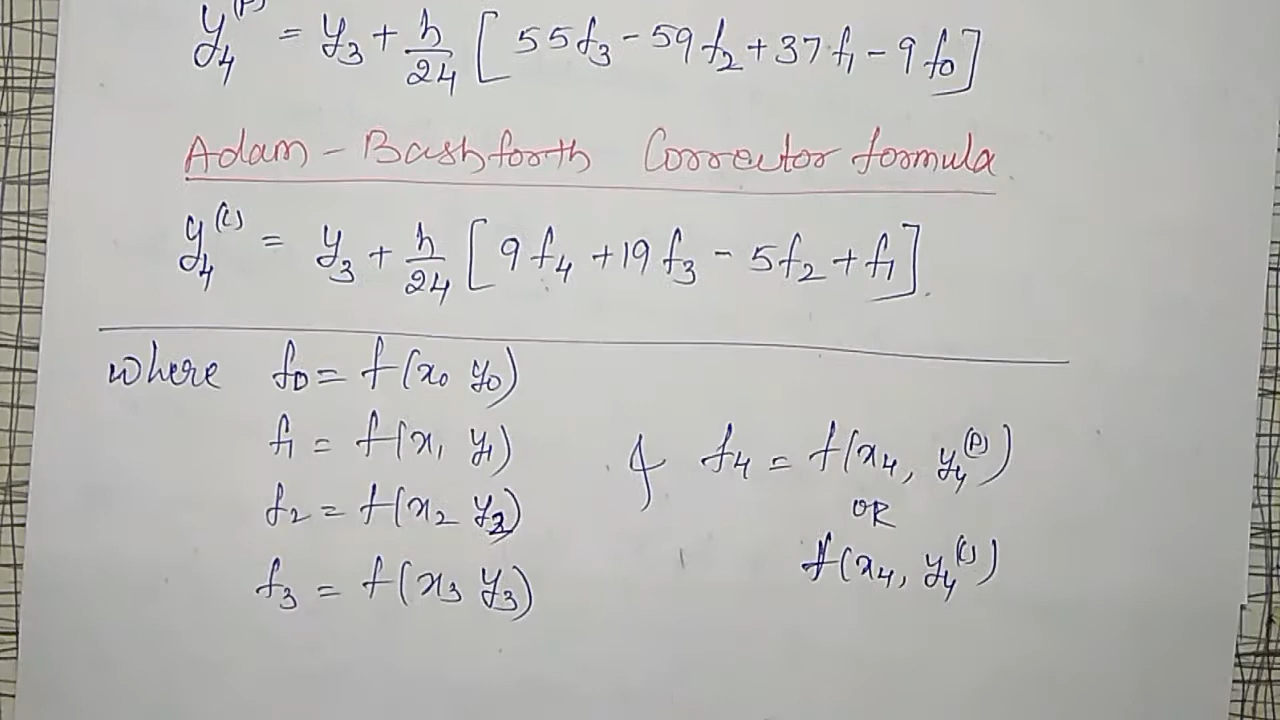 y₄⁽ᵖ⁾ = y₃ + h/24 [ 55f₃ - 59f₂ + 37f₁ - 9f₀ ]
Adam - Bashforth Corrector formula
y₄⁽ᶜ⁾ = y₃ + h/24 [ 9f₄ + 19f₃ - 5f₂ + f₁ ].
where f₀ = f(x₀ y₀)
f₁ = f(x₁ y₁)
f₂ = f(x₂ y₂)
f₃ = f(x₃ y₃)
& f₄ = f(x₄, y₄⁽ᵖ⁾)
OR
f(x₄, y₄⁽ᶜ⁾)